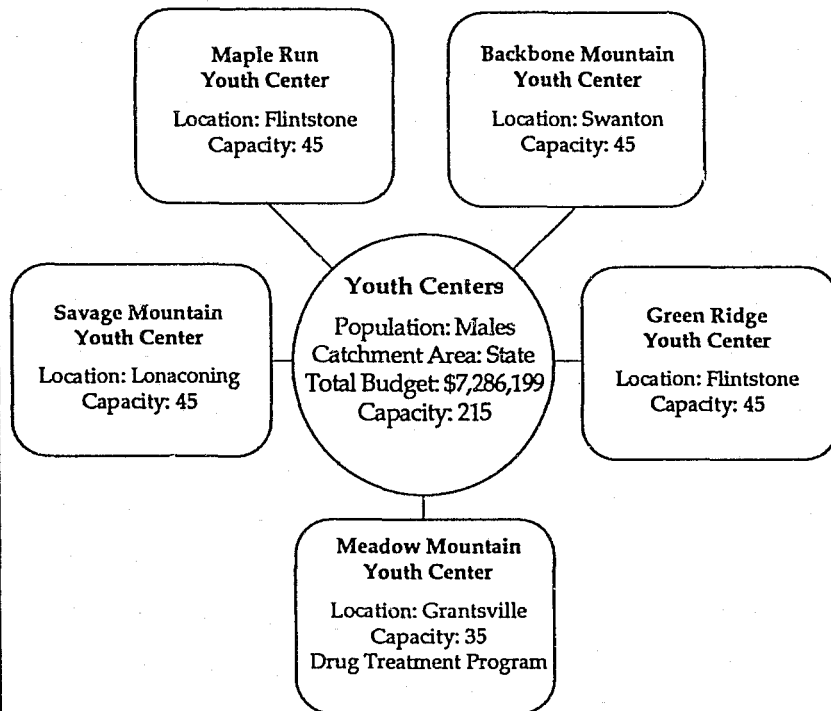 Maple Run
Youth Center
Location: Flintstone
Capacity: 45
Backbone Mountain
Youth Center
Location: Swanton
Capacity: 45
Savage Mountain
Youth Center
Location: Lonaconing
Capacity: 45
Youth Centers
Population: Males
Catchment Area: State
Total Budget: $7,286,199
Capacity: 215
Green Ridge
Youth Center
Location: Flintstone
Capacity: 45
Meadow Mountain
Youth Center
Location: Grantsville
Capacity: 35
Drug Treatment Program